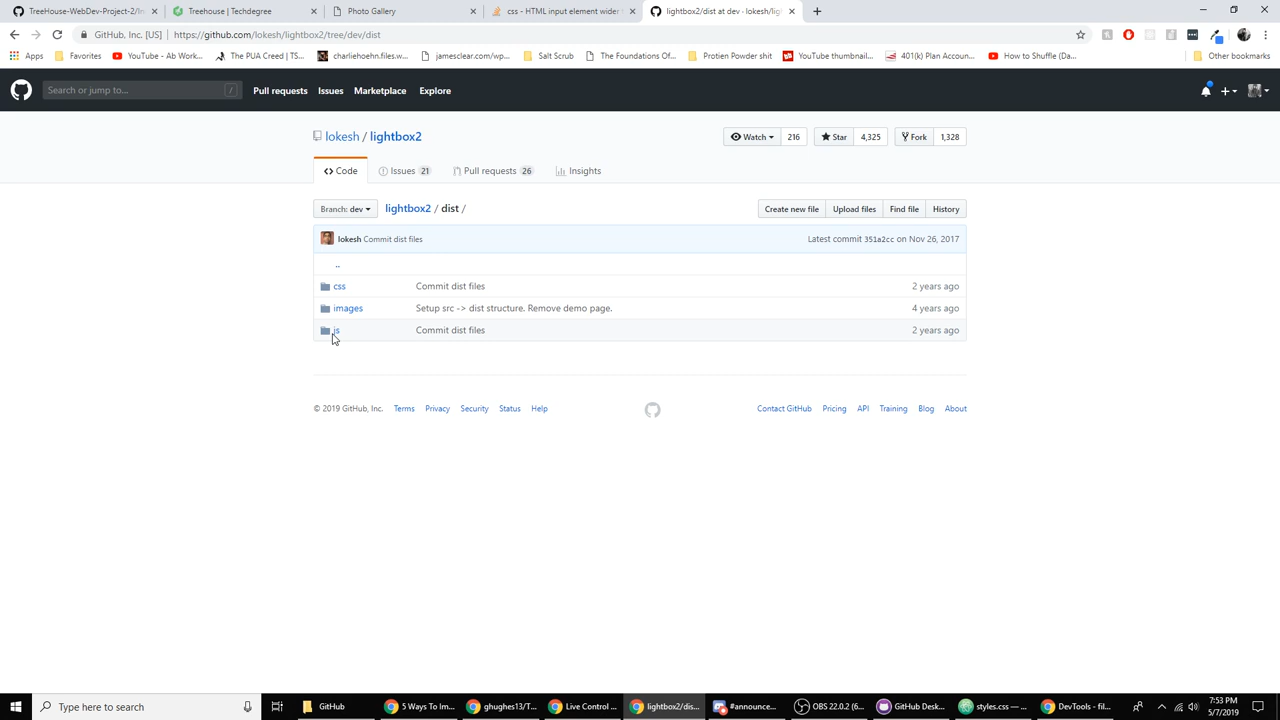 TreeHouse-WebDev-Project-2/In
Treehouse | Techdegree
Photo Gallery
css - HTML input element wider
lightbox2/dist at dev · lokesh/lig
GitHub, Inc. [US] | https://github.com/lokesh/lightbox2/tree/dev/dist
Apps
Favorites
YouTube - Ab Work...
The PUA Creed | TS...
charliehoehn.files.w...
jamesclear.com/wp...
Salt Scrub
The Foundations Of...
Protien Powder shit
YouTube thumbnail...
401(k) Plan Accoun...
How to Shuffle (Da...
Other bookmarks
Search or jump to...
/
Pull requests
Issues
Marketplace
Explore
lokesh / lightbox2
Watch
216
Star
4,325
Fork
1,328
Code
Issues 21
Pull requests 26
Insights
Branch: dev
lightbox2 / dist /
Create new file
Upload files
Find file
History
lokesh Commit dist files
Latest commit 351a2cc on Nov 26, 2017
..
css
Commit dist files
2 years ago
images
Setup src -> dist structure. Remove demo page.
4 years ago
js
Commit dist files
2 years ago
© 2019 GitHub, Inc.
Terms
Privacy
Security
Status
Help
Contact GitHub
Pricing
API
Training
Blog
About
Type here to search
GitHub
5 Ways To Im...
ghughes13/T...
Live Control ...
lightbox2/dis...
#announce...
OBS 22.0.2 (6...
GitHub Desk...
styles.css — ...
DevTools - fil...
7:53 PM
5/7/2019